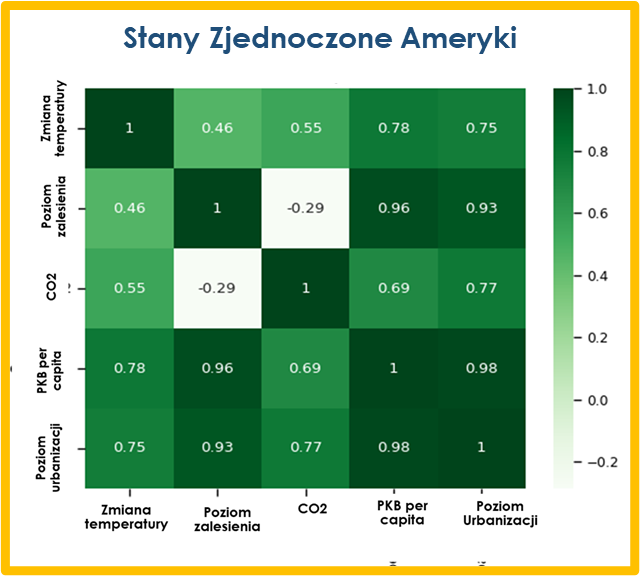 Stany Zjednoczone Ameryki
Zmiana
temperatury
1 0.46 0.55 0.78 0.75
Poziom
zalesienia
0.46 1 -0.29 0.96 0.93
CO2
0.55 -0.29 1 0.69 0.77
PKB per
capita
0.78 0.96 0.69 1 0.98
Poziom
urbanizacji
0.75 0.93 0.77 0.98 1
Zmiana
temperatury
Poziom
zalesienia
CO2
PKB per
capita
Poziom
Urbanizacji
1.0
0.8
0.6
0.4
0.2
0.0
−0.2